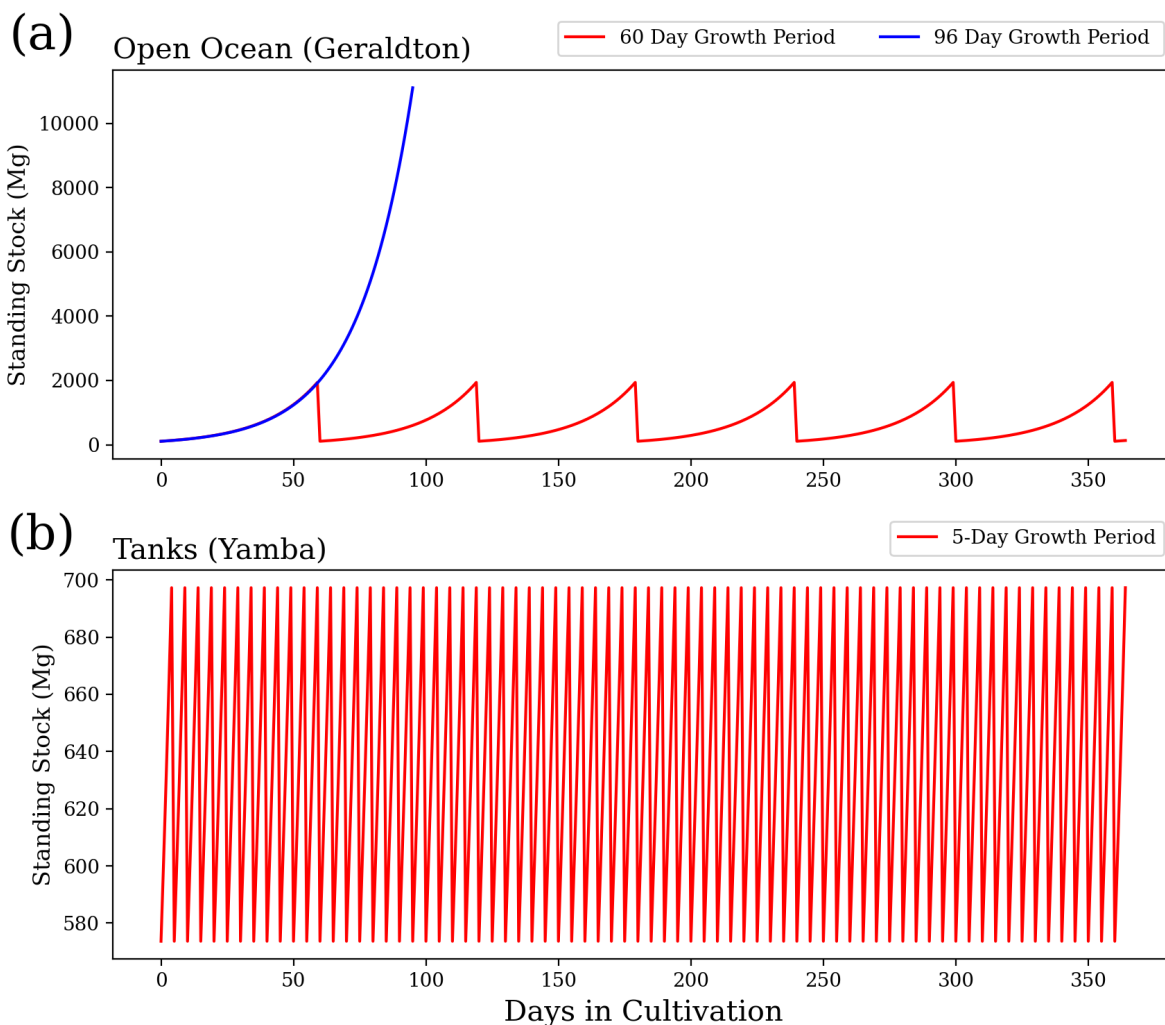 (a)
Open Ocean (Geraldton)
60 Day Growth Period
96 Day Growth Period
Standing Stock (Mg)
10000
8000
6000
4000
2000
0
0 50 100 150 200 250 300 350
(b)
Tanks (Yamba)
5-Day Growth Period
Standing Stock (Mg)
700
680
660
640
620
600
580
0 50 100 150 200 250 300 350
Days in Cultivation